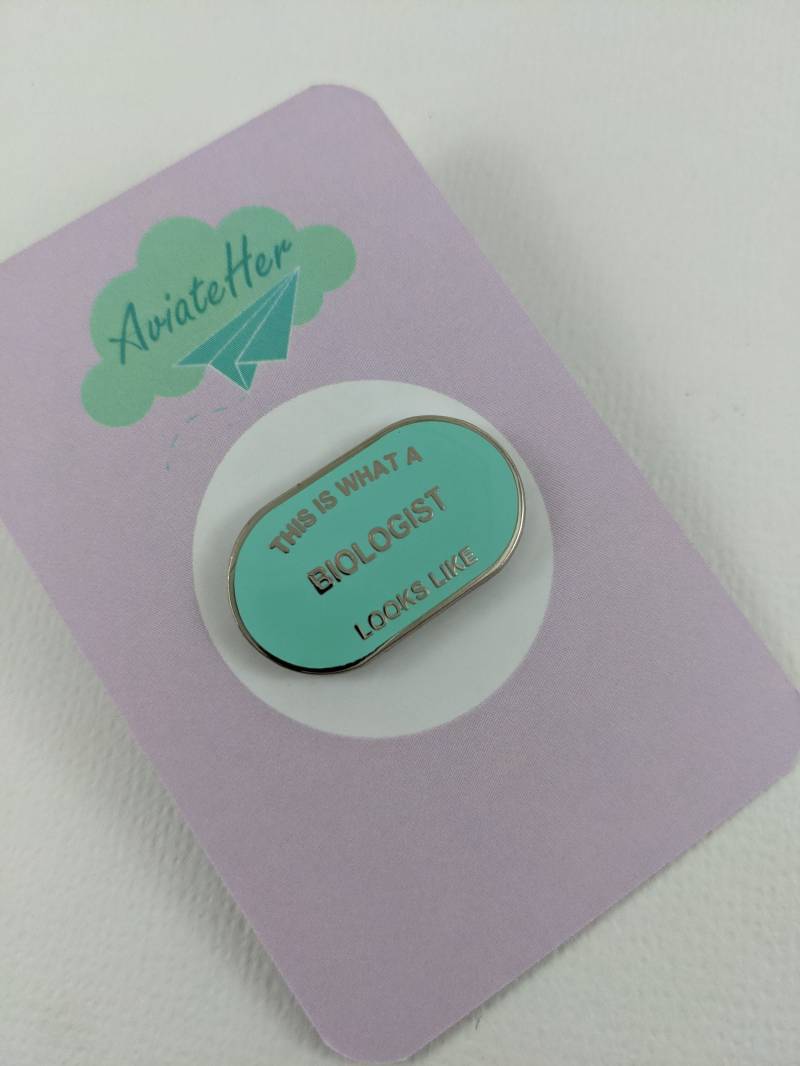 AviateHer
THIS IS WHAT A
BIOLOGIST
LOOKS LIKE